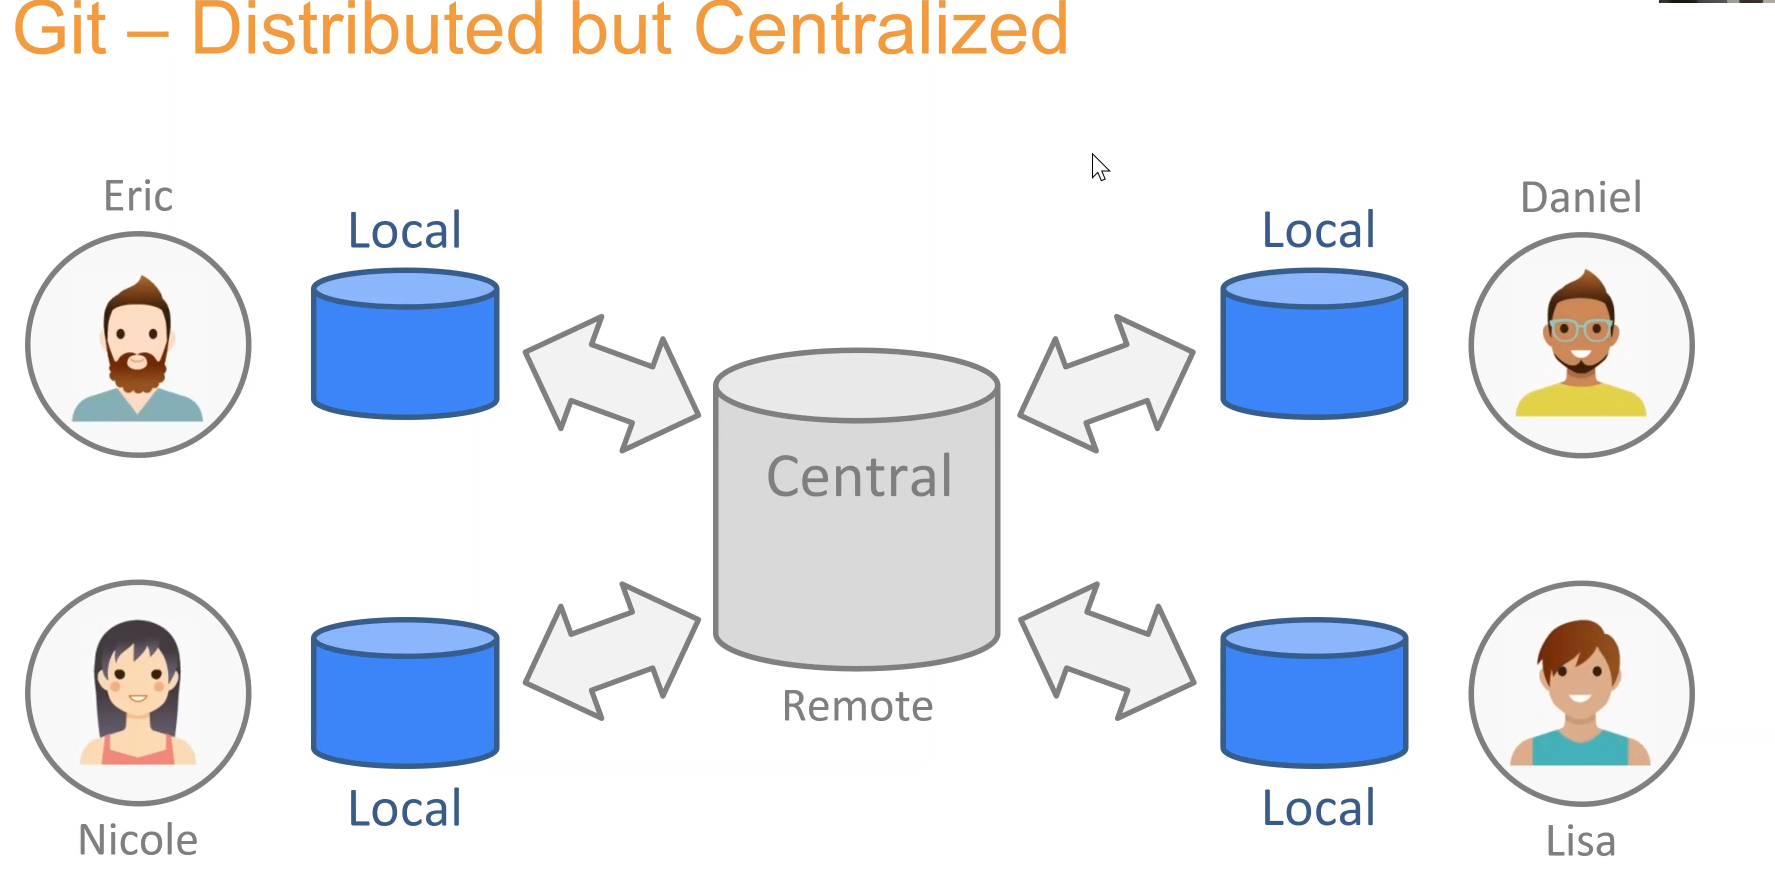 Git – Distributed but Centralized
Eric
Local
Local
Daniel
Central
Remote
Nicole
Local
Local
Lisa